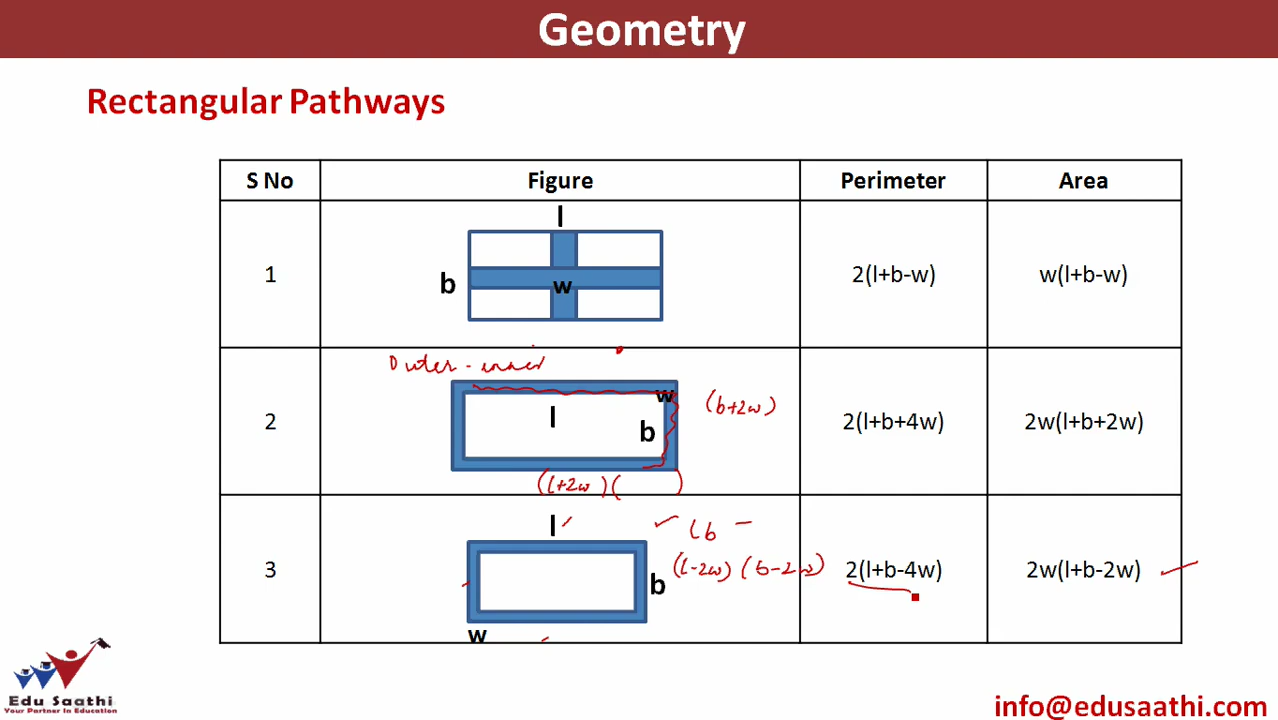 Geometry
Rectangular Pathways
S No Figure Perimeter Area
l
1 b w 2(l+b-w) w(l+b-w)
Outer - inner
w
2 l b (b+2w) 2(l+b+4w) 2w(l+b+2w)
(l+2w)( )
l lb -
3 b (l-2w) (b-2w) 2(l+b-4w) 2w(l+b-2w)
w
Edu Saathi
Your Partner in Education
info@edusaathi.com